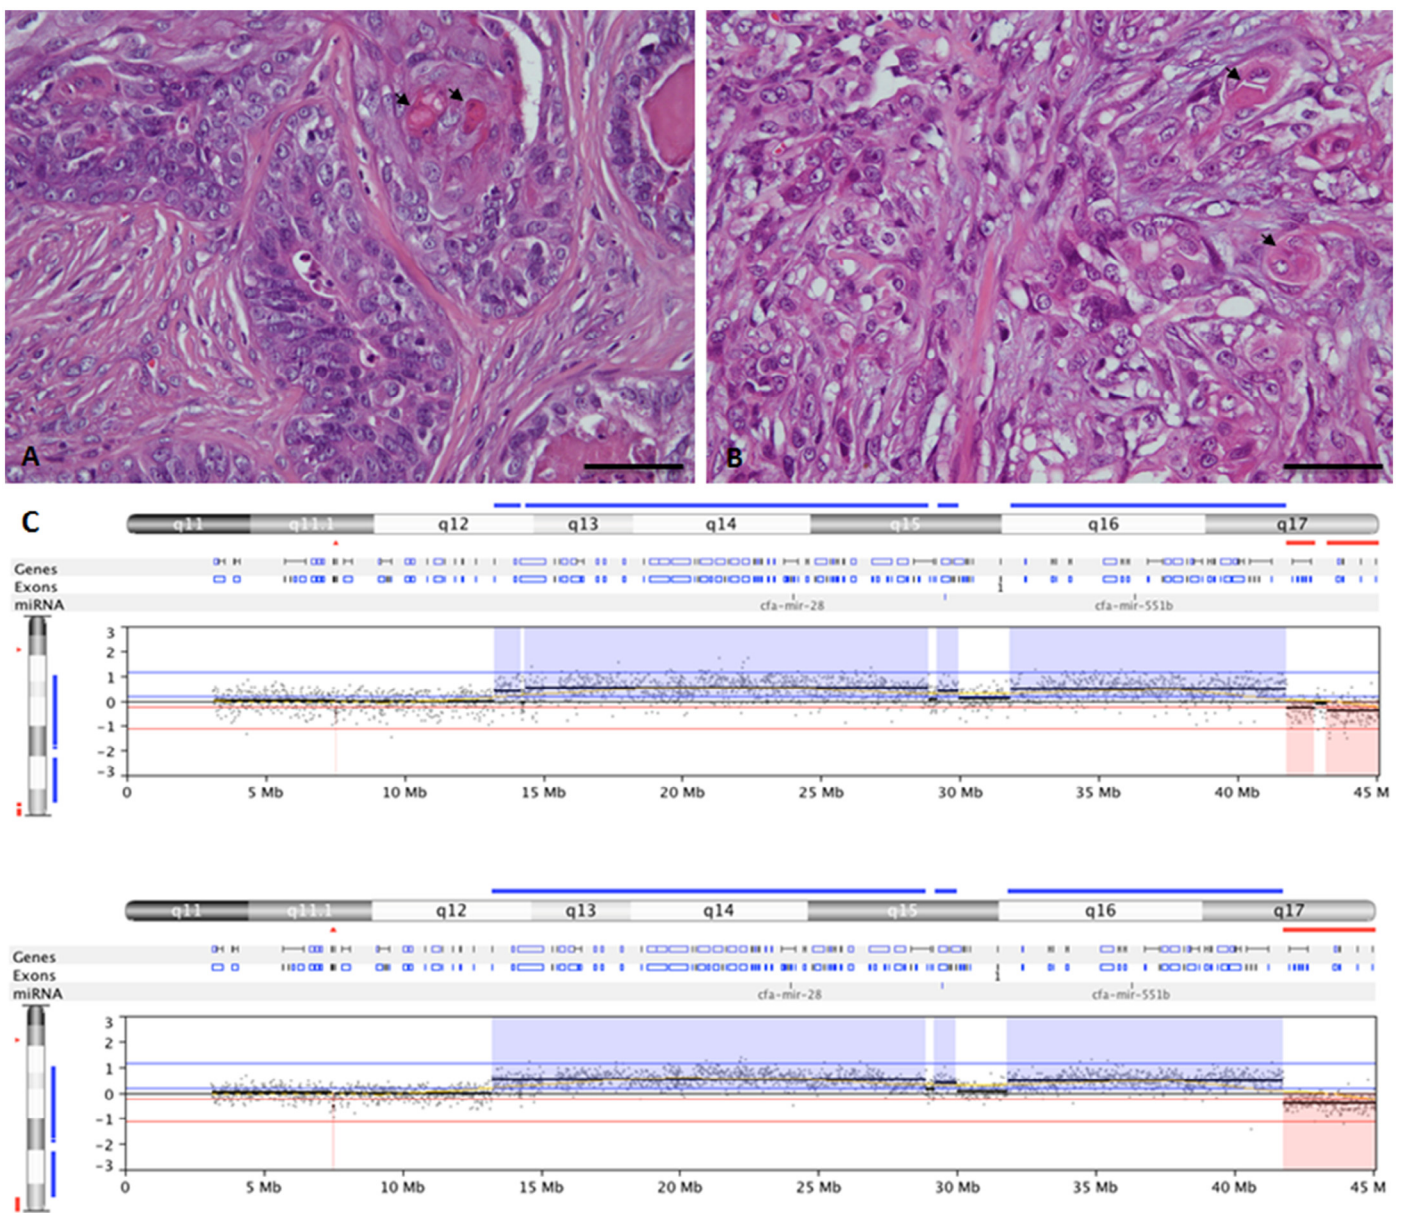 A
B
C
q11 q11.1 q12 q13 q14 q15 q16 q17
Genes
Exons
miRNA
cfa-mir-28 cfa-mir-551b
3
2
1
0
-1
-2
-3
0 5 Mb 10 Mb 15 Mb 20 Mb 25 Mb 30 Mb 35 Mb 40 Mb 45 M
q11 q11.1 q12 q13 q14 q15 q16 q17
Genes
Exons
miRNA
cfa-mir-28 cfa-mir-551b
3
2
1
0
-1
-2
-3
0 5 Mb 10 Mb 15 Mb 20 Mb 25 Mb 30 Mb 35 Mb 40 Mb 45 M